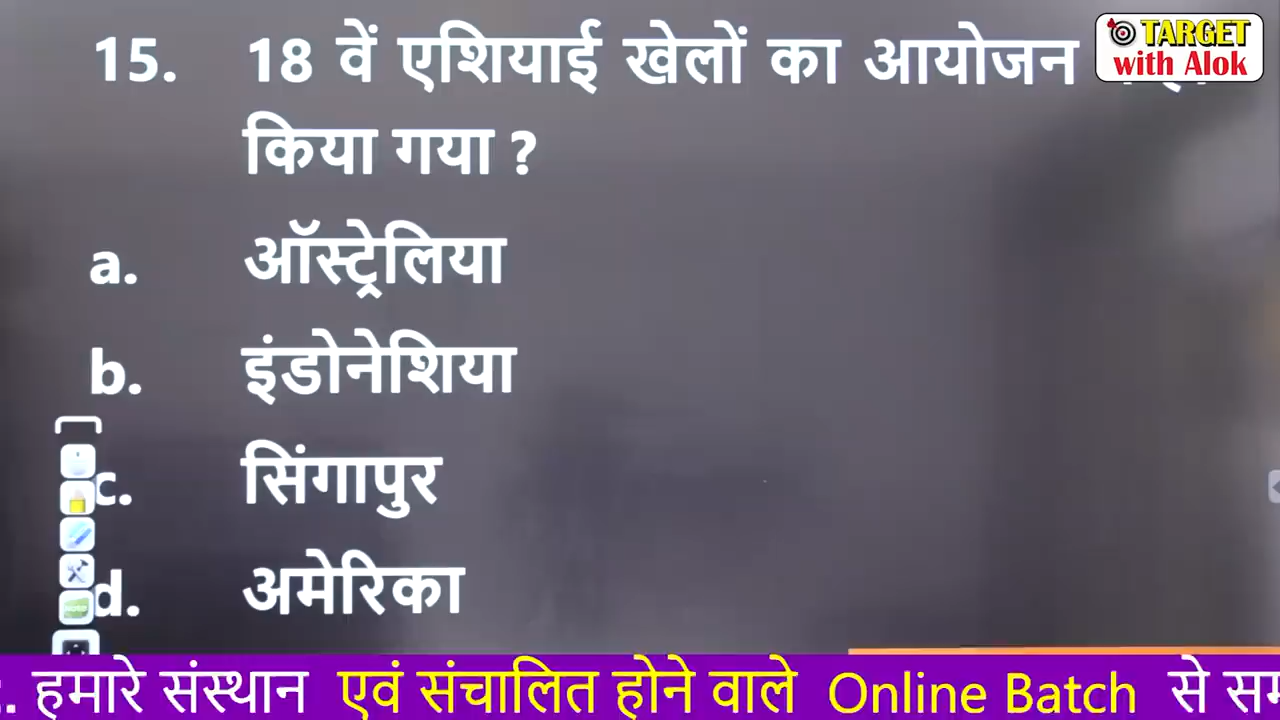 TARGET
with Alok
15. 18 वें एशियाई खेलों का आयोजन
किया गया ?
a. ऑस्ट्रेलिया
b. इंडोनेशिया
c. सिंगापुर
d. अमेरिका
हमारे संस्थान एवं संचालित होने वाले Online Batch से